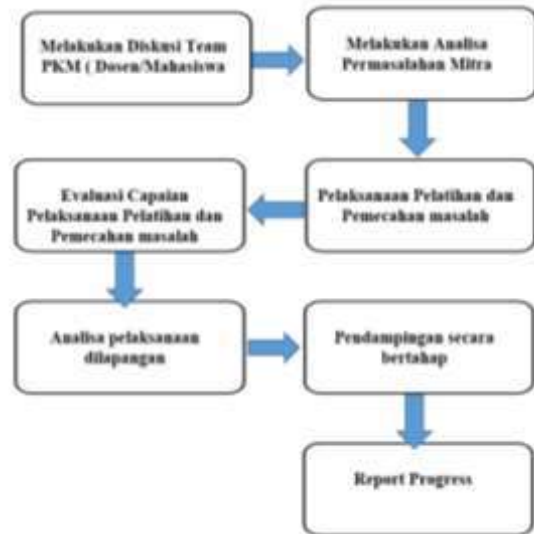 Melakukan Diskusi Team
PKM ( Dosen/Mahasiswa
Melakukan Analisa
Permasalahan Mitra
Pelaksanaan Pelatihan dan
Pemecahan masalah
Evaluasi Capaian
Pelaksanaan Pelatihan dan
Pemecahan masalah
Analisa pelaksanaan
dilapangan
Pendampingan secara
bertahap
Report Progress